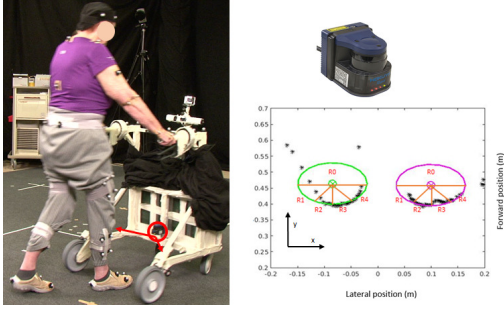 0.7
0.65
0.6
0.55
0.5
0.45
0.4
0.35
0.3
0.25
0.2
R0
R1
R2
R3
R4
R0
R1
R2
R3
R4
y
x
-0.2 -0.15 -0.1 -0.05 0 0.05 0.1 0.15 0.2
Forward position (m)
Lateral position (m)